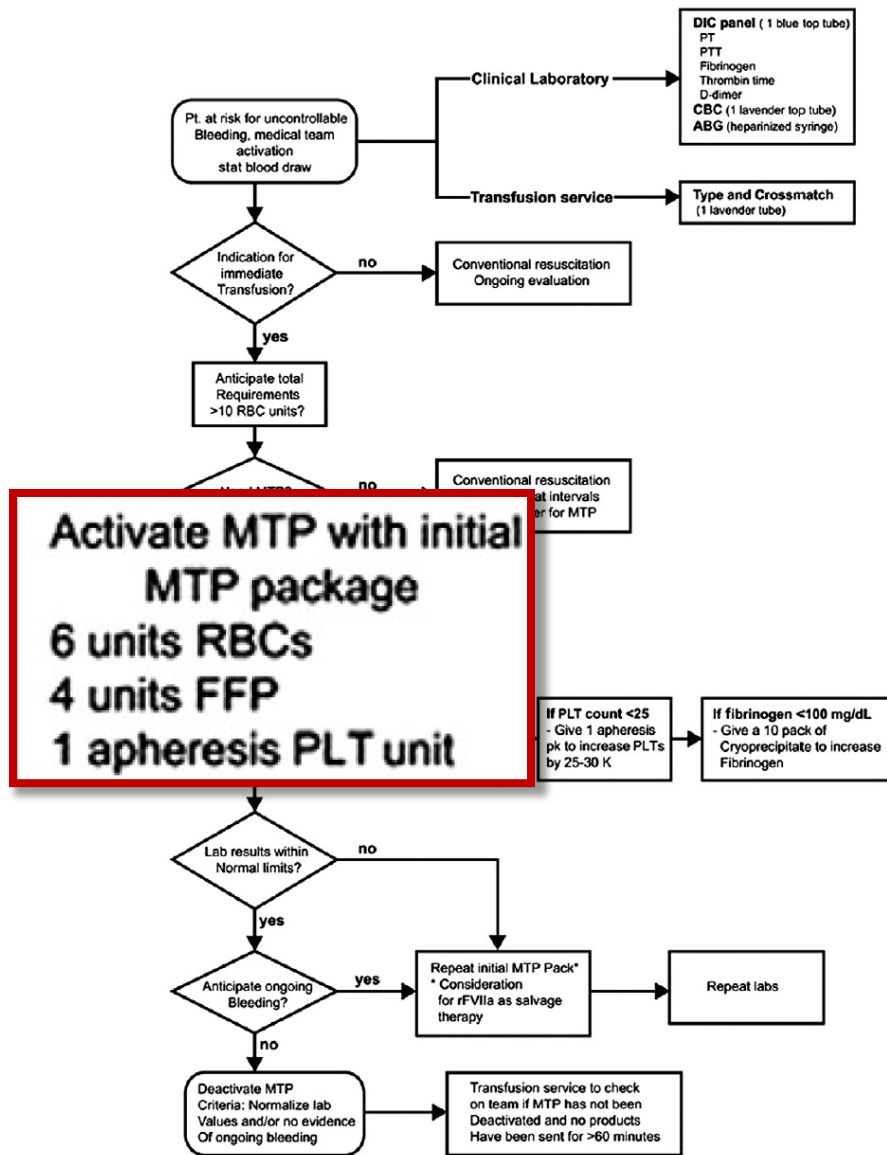 DIC panel ( 1 blue top tube)
PT
PTT
Fibrinogen
Thrombin time
D-dimer
CBC (1 lavender top tube)
ABG (heparinized syringe)
Clinical Laboratory
Pt. at risk for uncontrollable
Bleeding, medical team
activation
stat blood draw
Transfusion service
Type and Crossmatch
(1 lavender tube)
Indication for
immediate
Transfusion?
no
Conventional resuscitation
Ongoing evaluation
yes
Anticipate total
Requirements
>10 RBC units?
no
Conventional resuscitation
at intervals
for MTP
Activate MTP with initial
MTP package
6 units RBCs
4 units FFP
1 apheresis PLT unit
If PLT count <25
- Give 1 apheresis
pk to increase PLTs
by 25-30 K
If fibrinogen <100 mg/dL
- Give a 10 pack of
Cryoprecipitate to increase
Fibrinogen
Lab results within
Normal limits?
no
yes
Anticipate ongoing
Bleeding?
yes
Repeat initial MTP Pack*
* Consideration
for rFVIIa as salvage
therapy
Repeat labs
no
Deactivate MTP
Criteria: Normalize lab
Values and/or no evidence
Of ongoing bleeding
Transfusion service to check
on team if MTP has not been
Deactivated and no products
Have been sent for >60 minutes